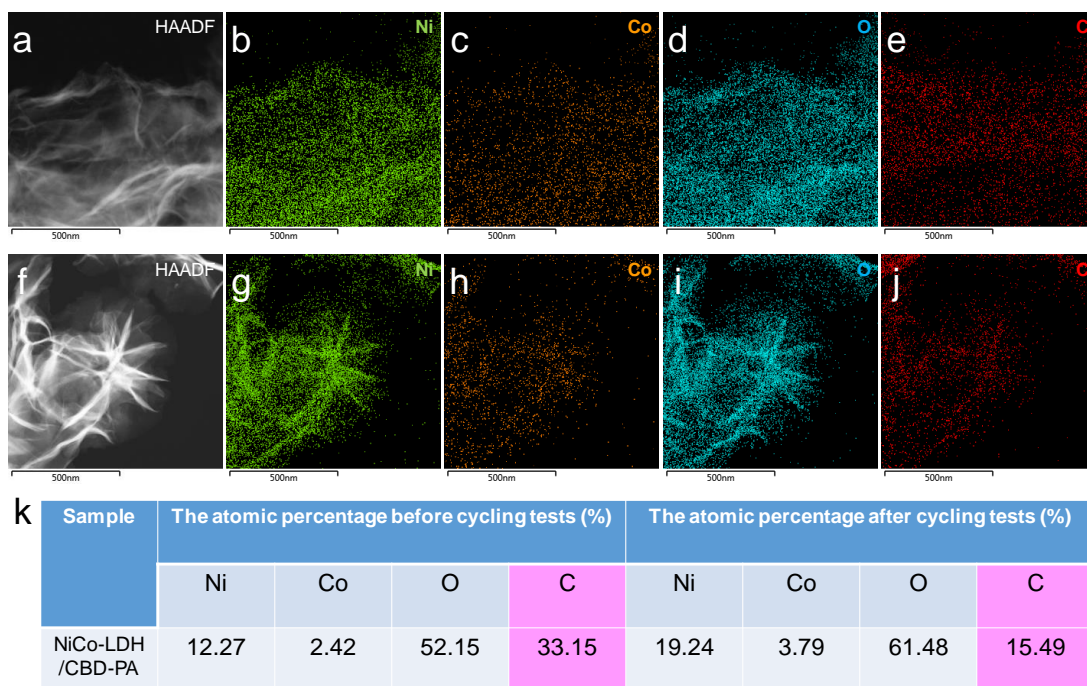 a HAADF b Ni c Co d O e C
500nm 500nm 500nm 500nm 500nm
f HAADF g Ni h Co i O j C
500nm 500nm 500nm 500nm 500nm
k
Sample The atomic percentage before cycling tests (%) The atomic percentage after cycling tests (%)
Ni Co O C Ni Co O C
NiCo-LDH
/CBD-PA 12.27 2.42 52.15 33.15 19.24 3.79 61.48 15.49